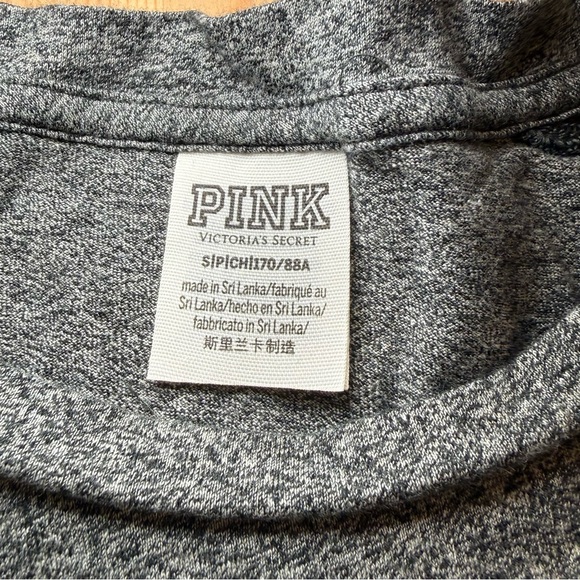 PINK
VICTORIA'S SECRET
S|P|CH|170/88A
made in Sri Lanka/fabriqué au
Sri Lanka/hecho en Sri Lanka/
fabbricato in Sri Lanka/
斯里兰卡制造